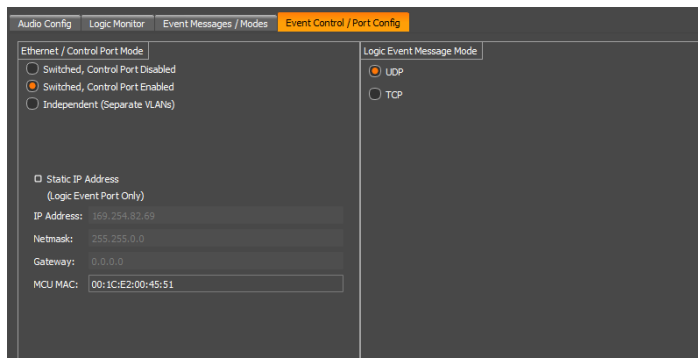 Audio Config Logic Monitor Event Messages / Modes Event Control / Port Config
Ethernet / Control Port Mode
Switched, Control Port Disabled
Switched, Control Port Enabled
Independent (Separate VLANs)
Static IP Address
(Logic Event Port Only)
IP Address: 169.254.82.69
Netmask: 255.255.0.0
Gateway: 0.0.0.0
MCU MAC: 00:1C:E2:00:45:51
Logic Event Message Mode
UDP
TCP